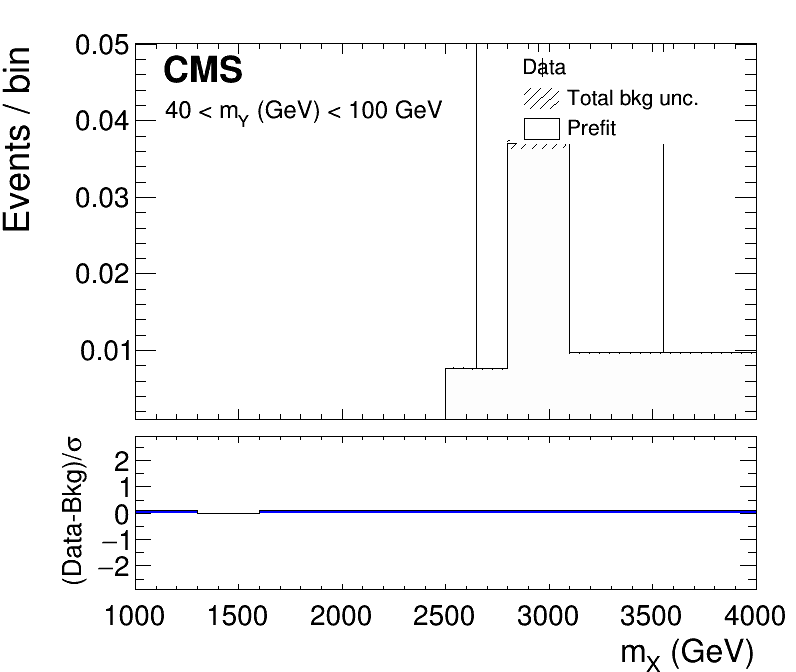 CMS
40 < mY (GeV) < 100 GeV
Data
Total bkg unc.
Prefit
Events / bin
0.05
0.04
0.03
0.02
0.01
(Data-Bkg)/σ
2
1
0
−1
−2
1000 1500 2000 2500 3000 3500 4000
mX (GeV)